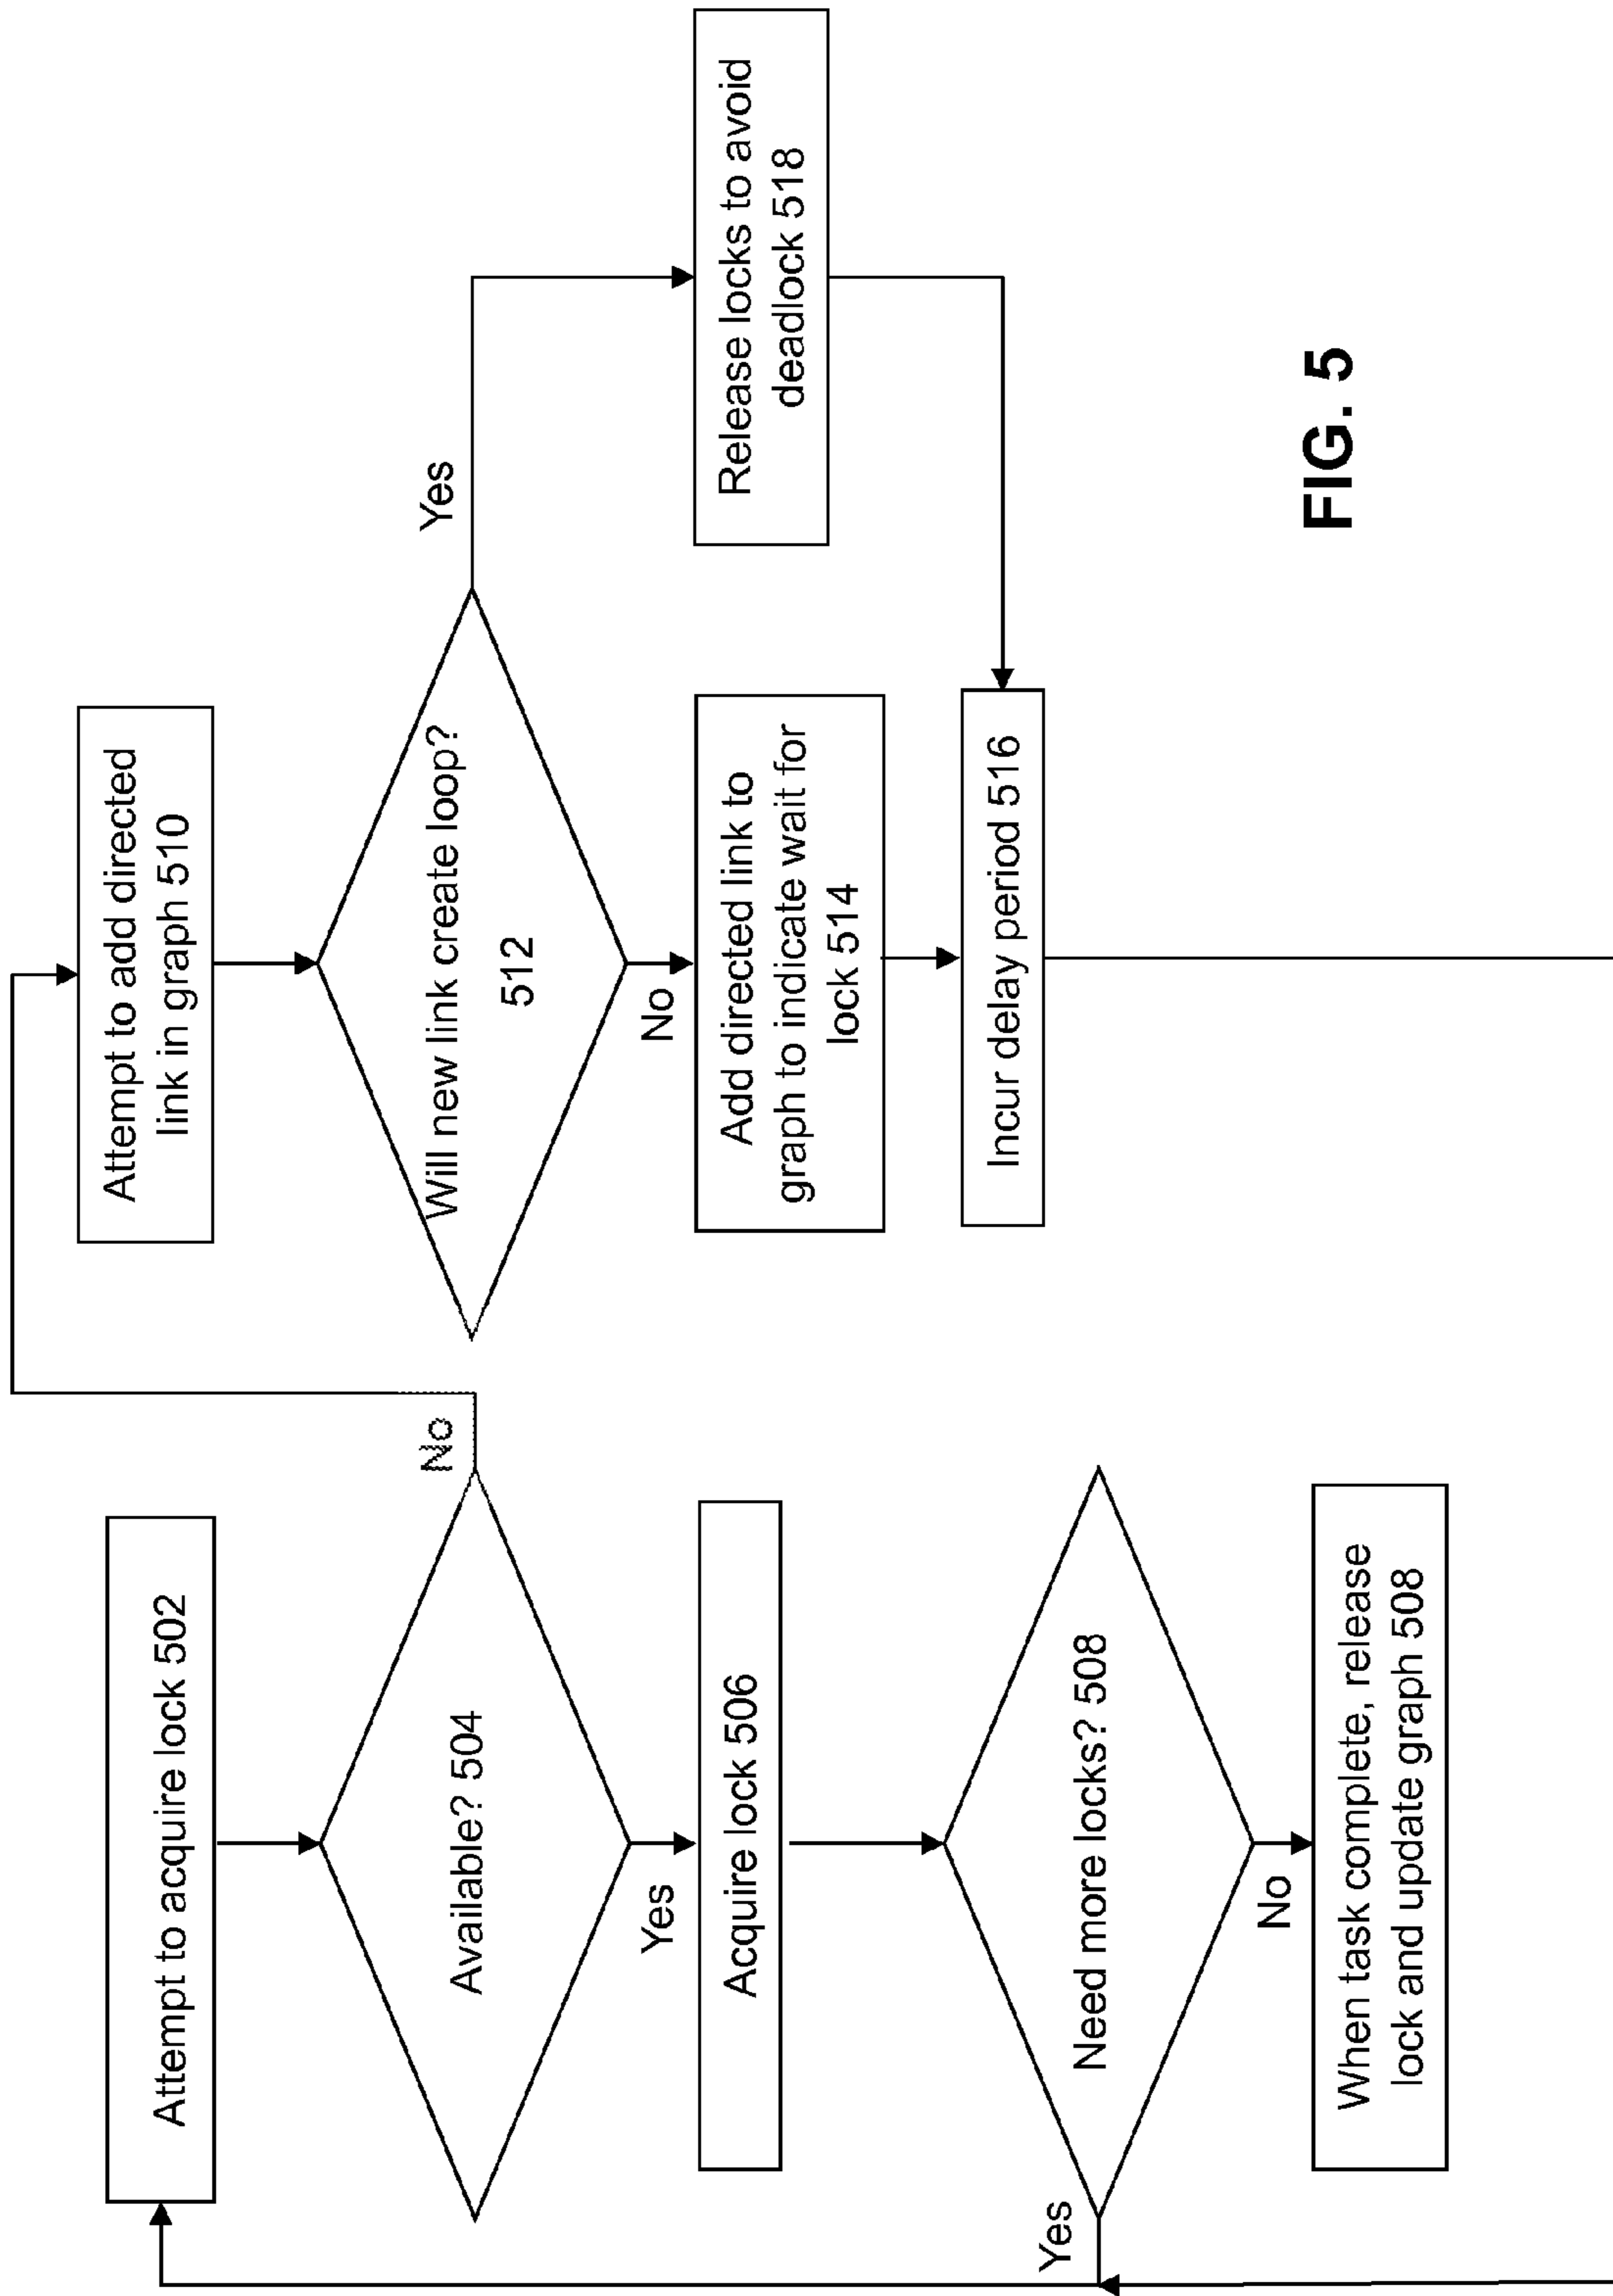 Attempt to acquire lock 502
Available? 504
No
Yes
Acquire lock 506
Need more locks? 508
Yes
No
When task complete, release
lock and update graph 508
Attempt to add directed
link in graph 510
Will new link create loop?
512
Yes
No
Add directed link to
graph to indicate wait for
lock 514
Release locks to avoid
deadlock 518
Incur delay period 516
FIG. 5